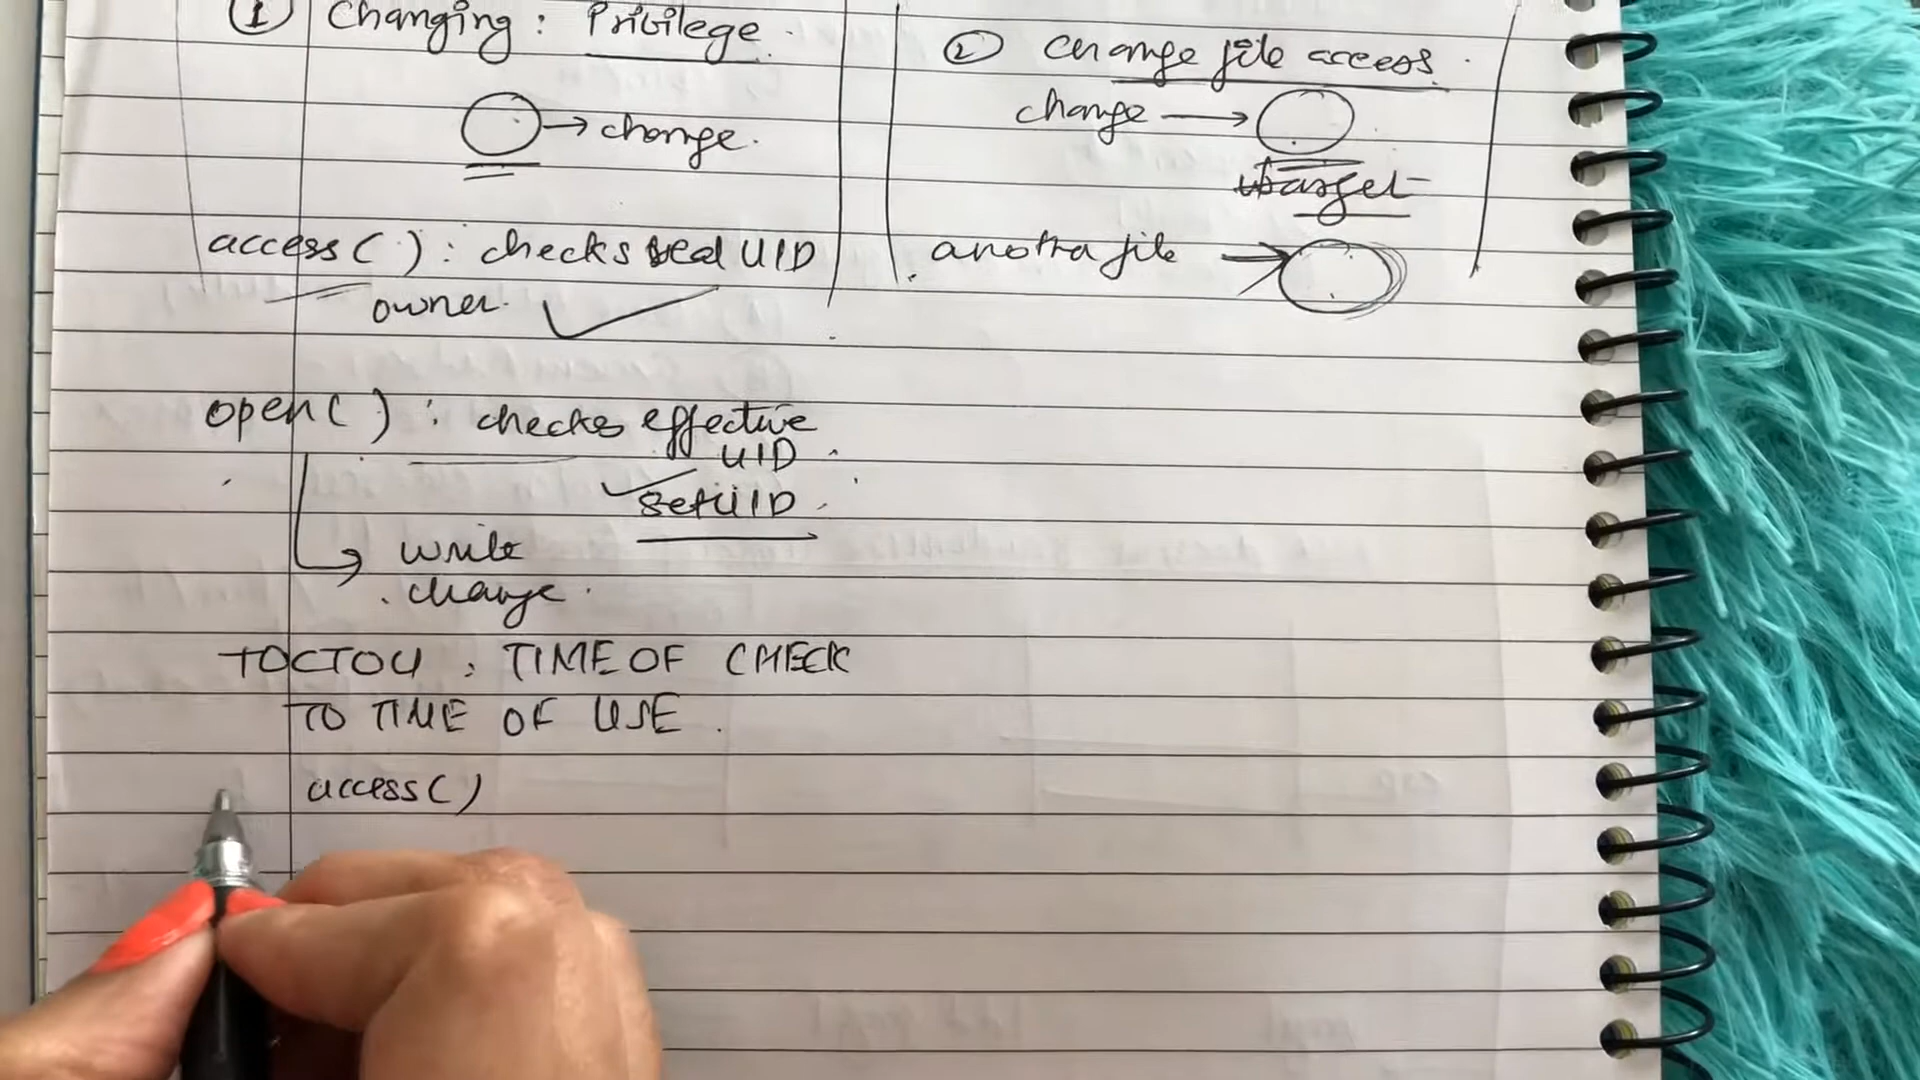 ① Changing : Privilege.
→ change.
② change file access.
change →
target
access( ) : checks real UID
owner.
another file →
open( ) : checks effective
UID.
SetUID.
write
change.
TOCTOU : TIME OF CHECK
TO TIME OF USE.
access()